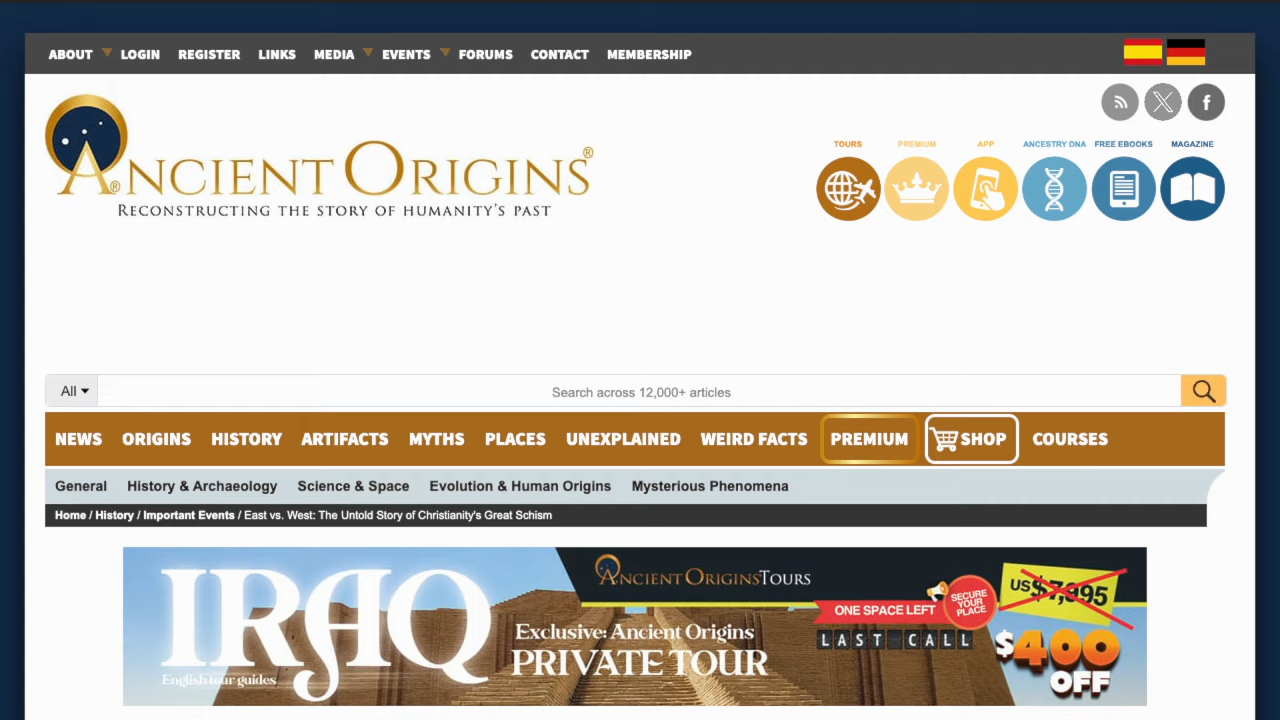 ABOUT LOGIN REGISTER LINKS MEDIA EVENTS FORUMS CONTACT MEMBERSHIP
ANCIENT ORIGINS®
®
RECONSTRUCTING THE STORY OF HUMANITY'S PAST
TOURS PREMIUM APP ANCESTRY DNA FREE EBOOKS MAGAZINE
All Search across 12,000+ articles
NEWS ORIGINS HISTORY ARTIFACTS MYTHS PLACES UNEXPLAINED WEIRD FACTS PREMIUM SHOP COURSES
General History & Archaeology Science & Space Evolution & Human Origins Mysterious Phenomena
Home / History / Important Events / East vs. West: The Untold Story of Christianity's Great Schism
IRAQ
English tour guides
ANCIENT ORIGINS TOURS
Exclusive: Ancient Origins
PRIVATE TOUR
ONE SPACE LEFT
LAST CALL
SECURE
YOUR
PLACE
US$7,995
$400
OFF